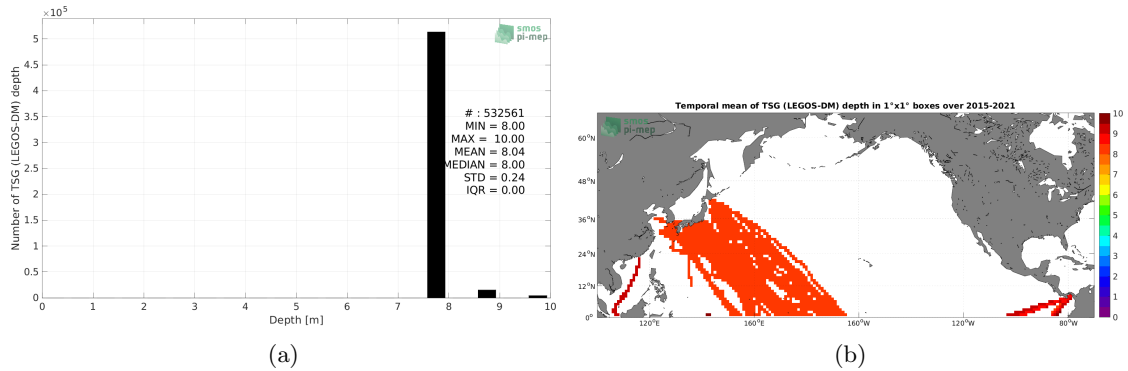 ×10⁵
5
4.5
4
3.5
3
2.5
2
1.5
1
0.5
0
Number of TSG (LEGOS-DM) depth
smos
pi-mep
# : 532561
MIN = 8.00
MAX = 10.00
MEAN = 8.04
MEDIAN = 8.00
STD = 0.24
IQR = 0.00
0 1 2 3 4 5 6 7 8 9 10
Depth [m]
(a)
Temporal mean of TSG (LEGOS-DM) depth in 1°x1° boxes over 2015-2021
smos
pi-mep
60°N
48°N
36°N
24°N
12°N
0°
120°E 160°E 160°W 120°W 80°W
10
9
8
7
6
5
4
3
2
1
0
(b)